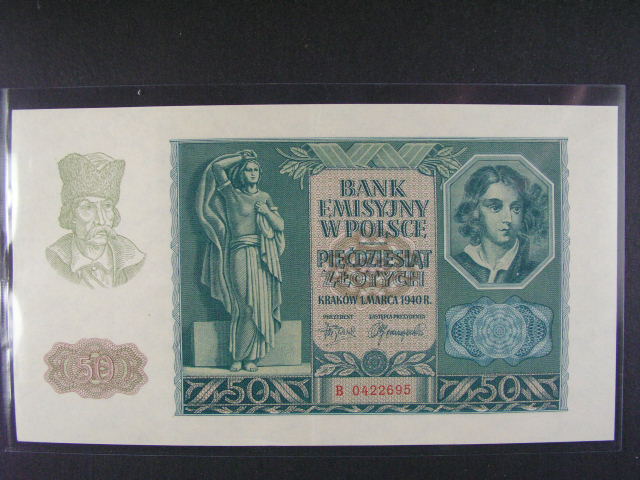 BANK
EMISYJNY
W POLSCE
PIĘĆDZIESIĄT
ZŁOTYCH
KRAKÓW 1. MARCA 1940 R.
PREZYDENT ZASTĘPCA PREZYDENTA
50
50 B 0422695 50